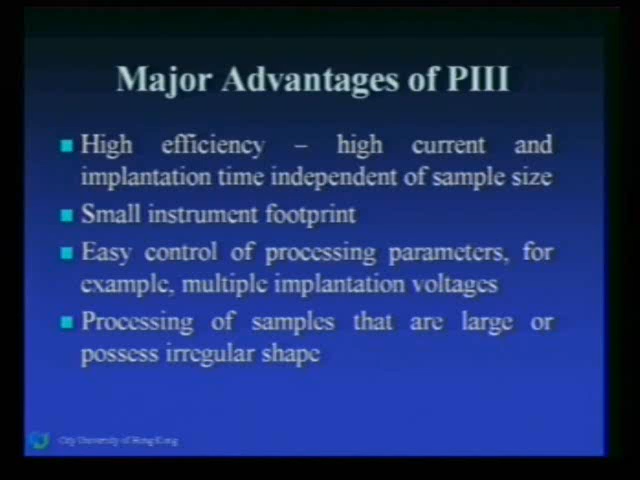 Major Advantages of PIII
High efficiency – high current and
implantation time independent of sample size
Small instrument footprint
Easy control of processing parameters, for
example, multiple implantation voltages
Processing of samples that are large or
possess irregular shape
City University of Hong Kong